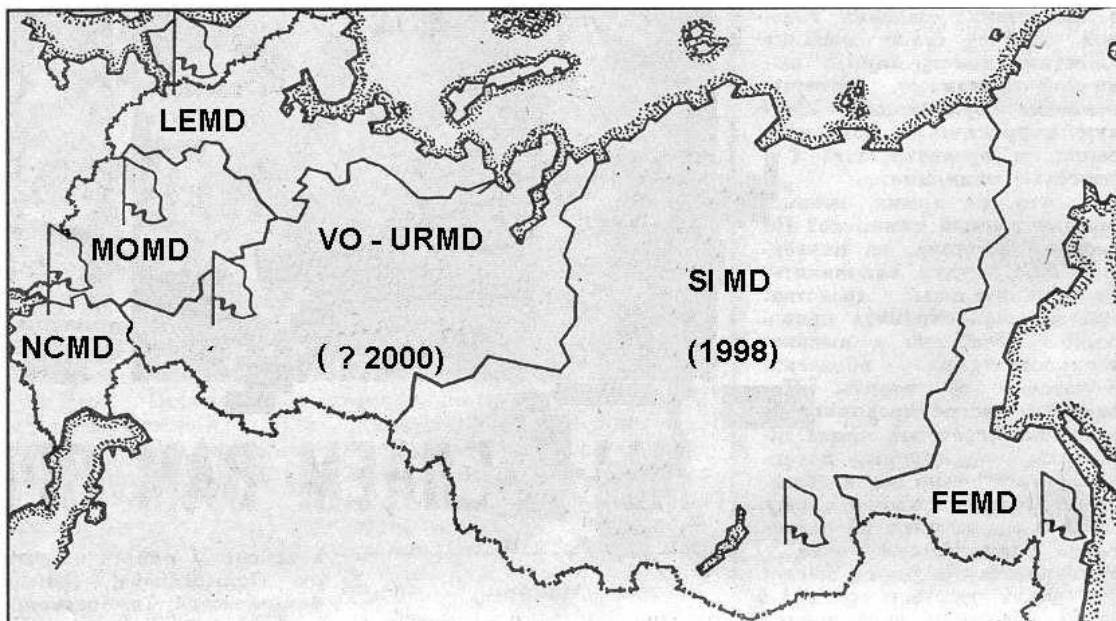 LEMD
MOMD
VO - URMD
SI MD
NCMD
( ? 2000)
(1998)
FEMD